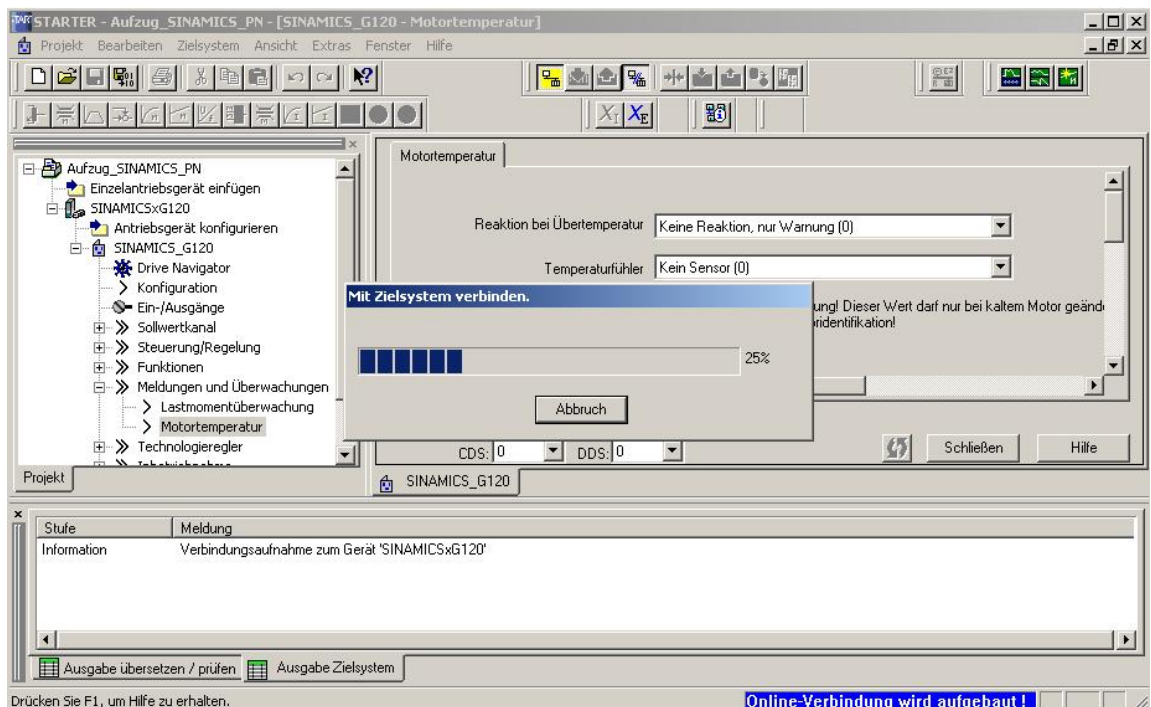 STARTER - Aufzug_SINAMICS_PN - [SINAMICS_G120 - Motortemperatur]
Projekt Bearbeiten Zielsystem Ansicht Extras Fenster Hilfe
Aufzug_SINAMICS_PN
Einzelantriebsgerät einfügen
SINAMICSxG120
Antriebsgerät konfigurieren
SINAMICS_G120
Drive Navigator
Konfiguration
Ein-/Ausgänge
Sollwertkanal
Steuerung/Regelung
Funktionen
Meldungen und Überwachungen
Lastmomentüberwachung
Motortemperatur
Technologieregler
Projekt
Motortemperatur
Reaktion bei Übertemperatur Keine Reaktion, nur Warnung (0)
Temperaturfühler Kein Sensor (0)
ung! Dieser Wert darf nur bei kaltem Motor geände
ridentifikation!
Mit Zielsystem verbinden.
25%
Abbruch
CDS: 0 DDS: 0 Schließen Hilfe
SINAMICS_G120
Stufe Meldung
Information Verbindungsaufnahme zum Gerät 'SINAMICSxG120'
Ausgabe übersetzen / prüfen Ausgabe Zielsystem
Drücken Sie F1, um Hilfe zu erhalten. Online-Verbindung wird aufgebaut !